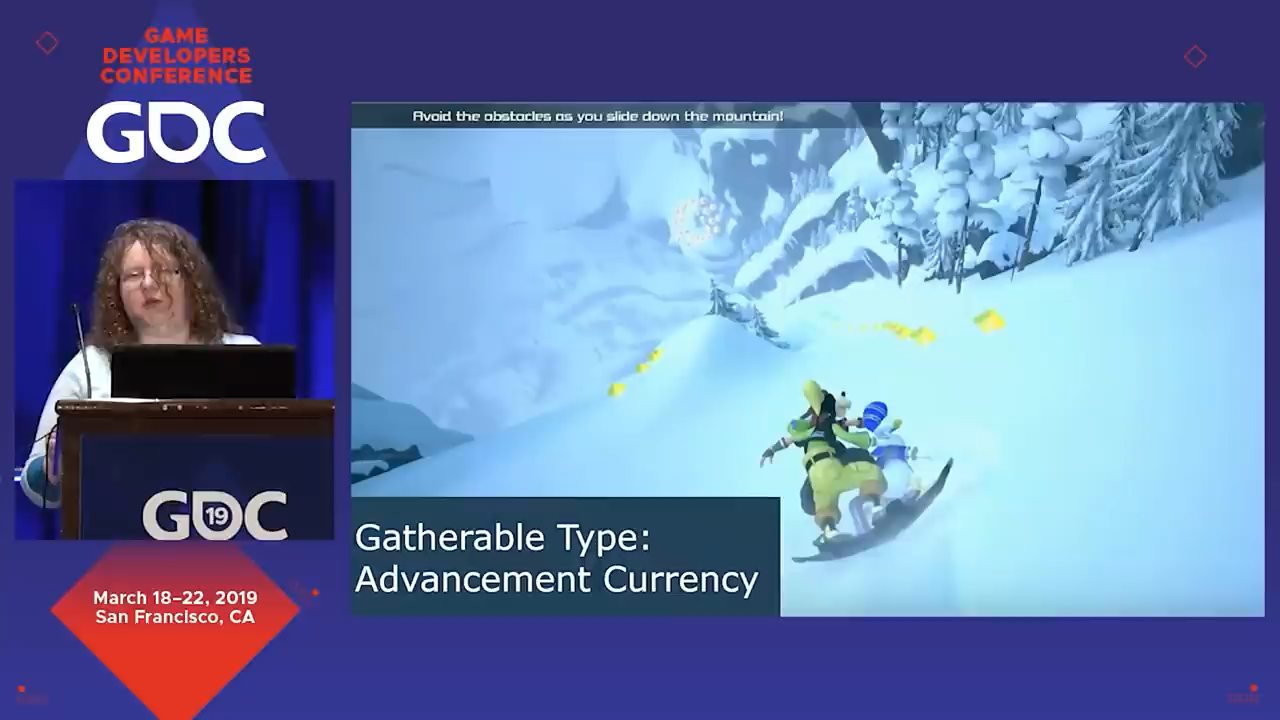 GAME
DEVELOPERS
CONFERENCE
GDC
Avoid the obstacles as you slide down the mountain!
Gatherable Type:
Advancement Currency
GDC
19
March 18–22, 2019
San Francisco, CA